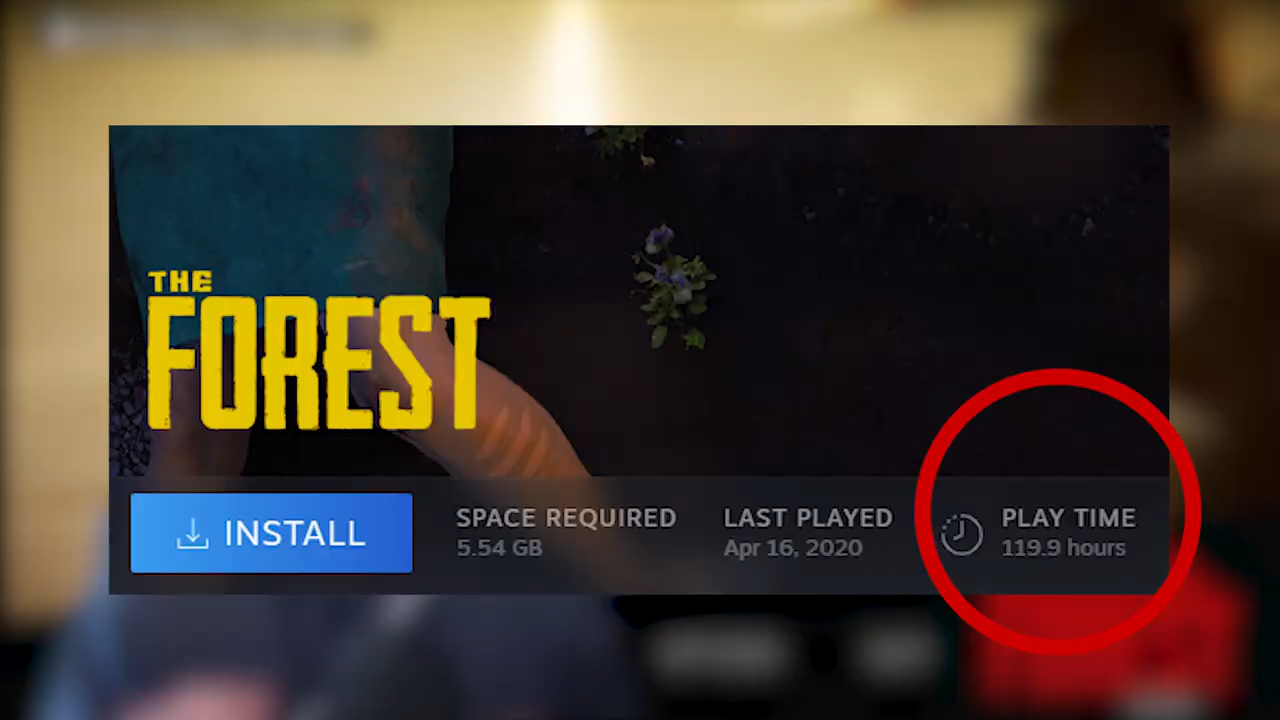 THE
FOREST
INSTALL
SPACE REQUIRED
5.54 GB
LAST PLAYED
Apr 16, 2020
PLAY TIME
119.9 hours